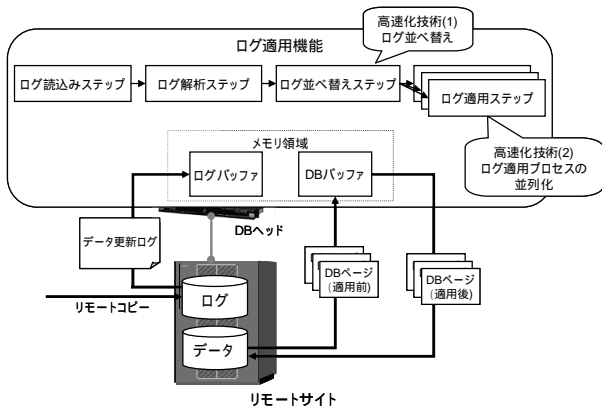 高速化技術(1)
ログ並べ替え
ログ適用機能
ログ読込みステップ
ログ解析ステップ
ログ並べ替えステップ
ログ適用ステップ
高速化技術(2)
ログ適用プロセスの
並列化
メモリ領域
ログバッファ
DBバッファ
DBヘッド
データ更新ログ
リモートコピー
ログ
データ
DBページ
(適用前)
DBページ
(適用後)
リモートサイト